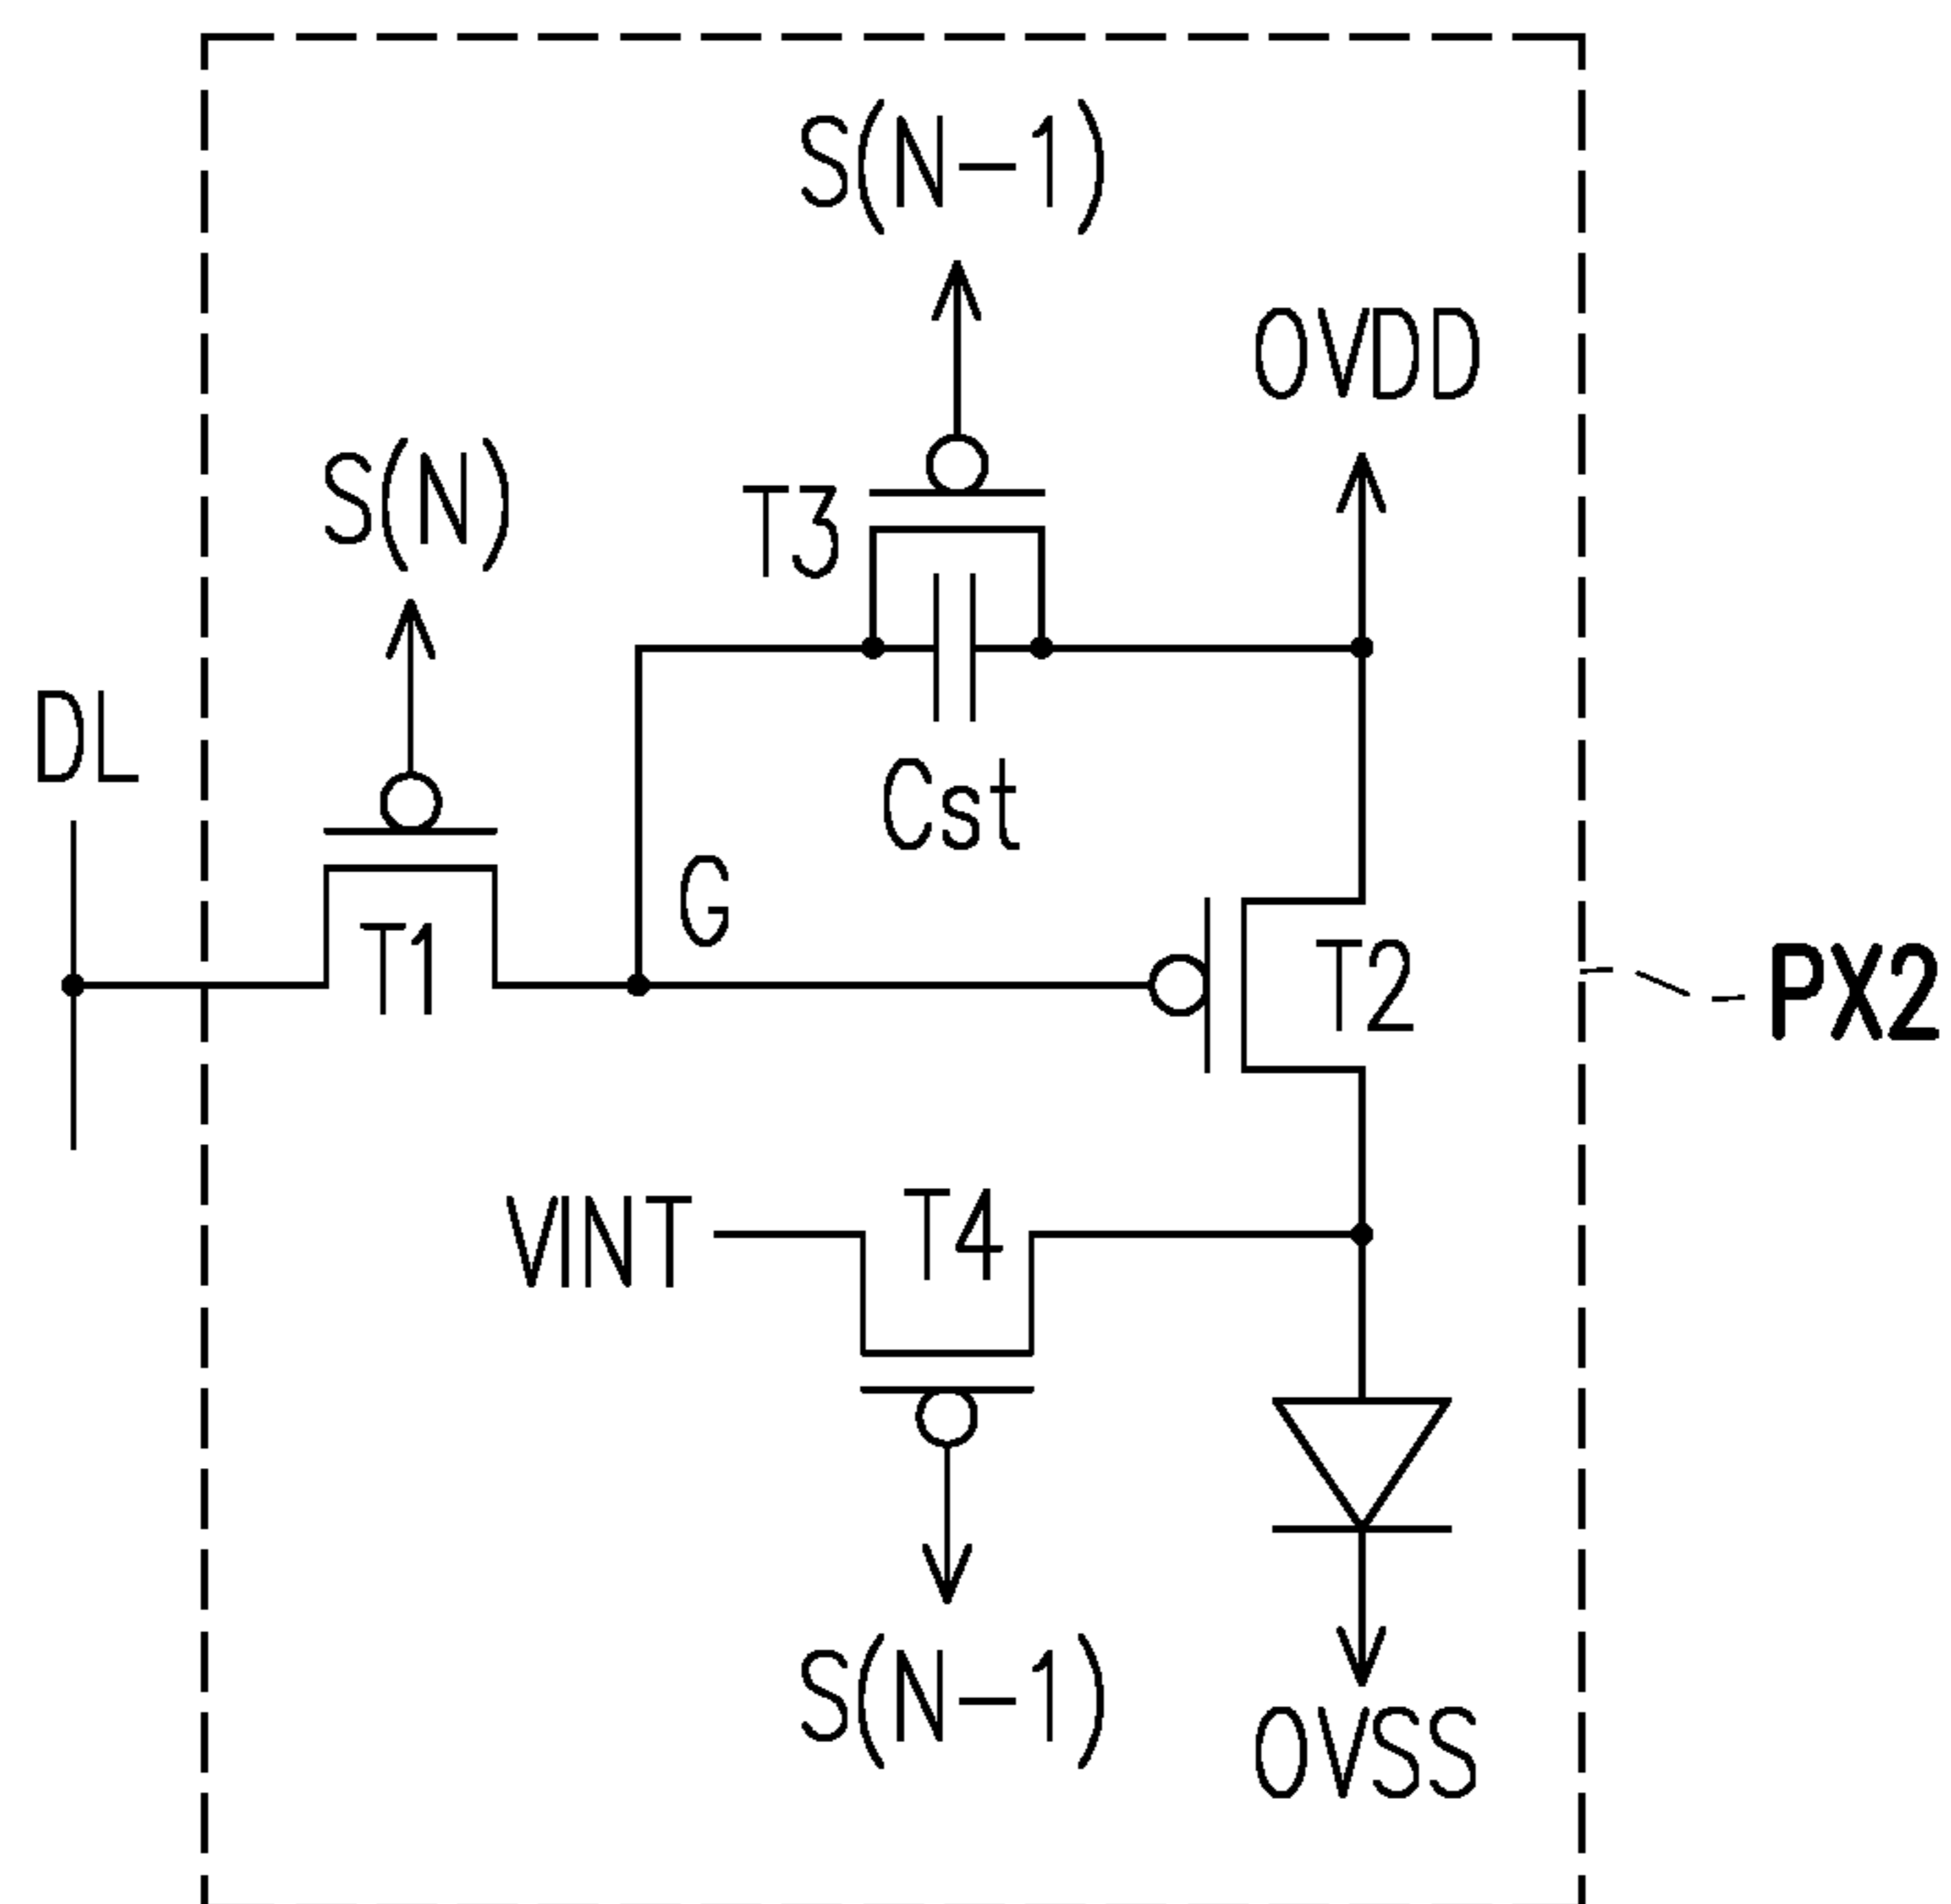 S(N-1)
OVDD
S(N)
T3
DL
Cst
G
T1
T2
PX2
VINT
T4
S(N-1)
OVSS